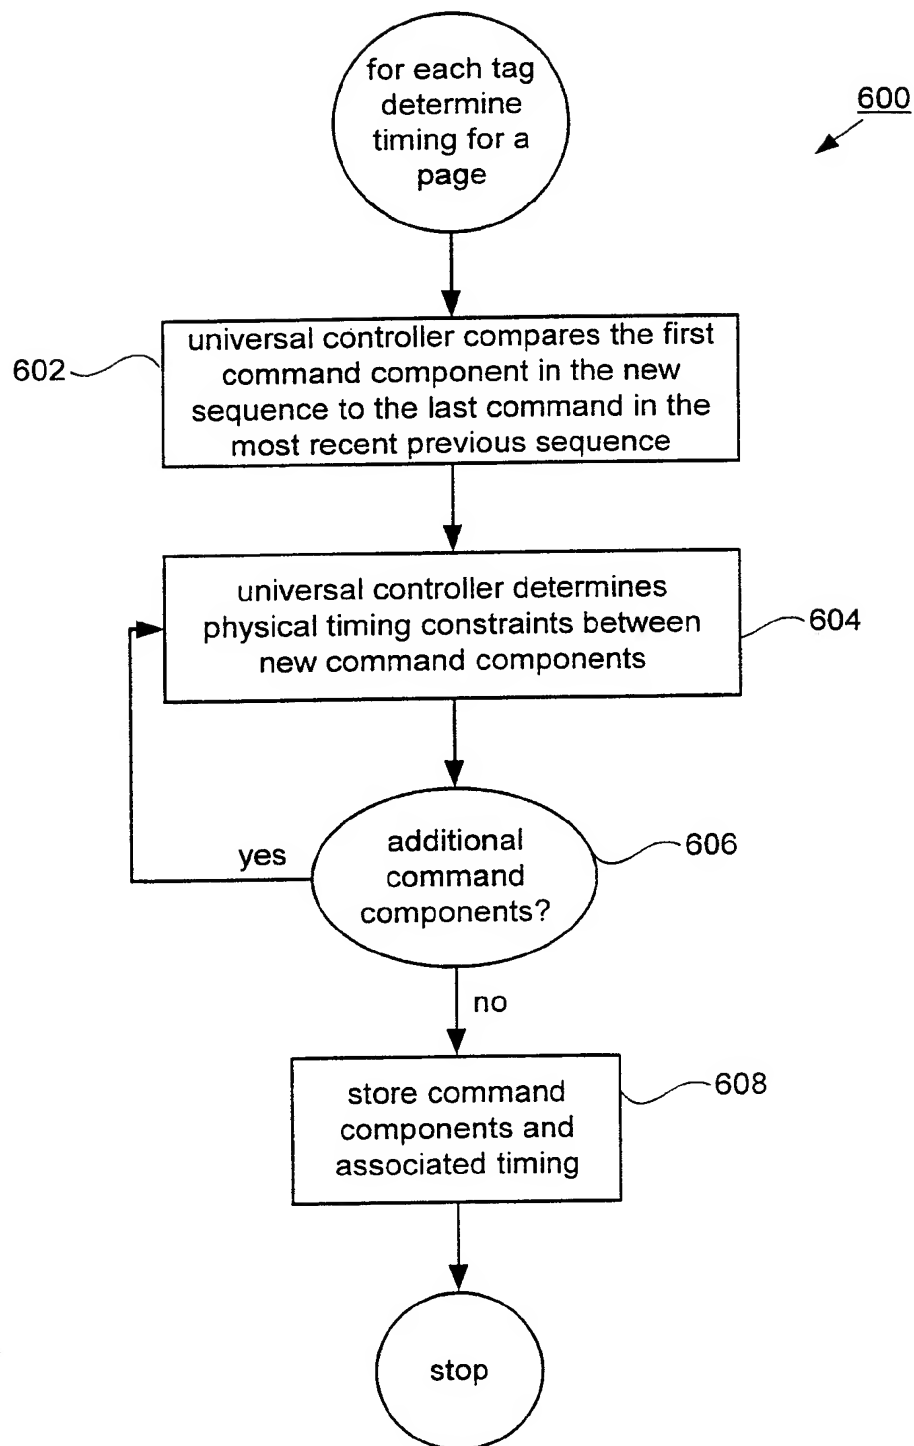 for each tag
determine
timing for a
page
600
universal controller compares the first
command component in the new
sequence to the last command in the
most recent previous sequence
602
universal controller determines
physical timing constraints between
new command components
604
additional
command
components?
606
yes
no
store command
components and
associated timing
608
stop